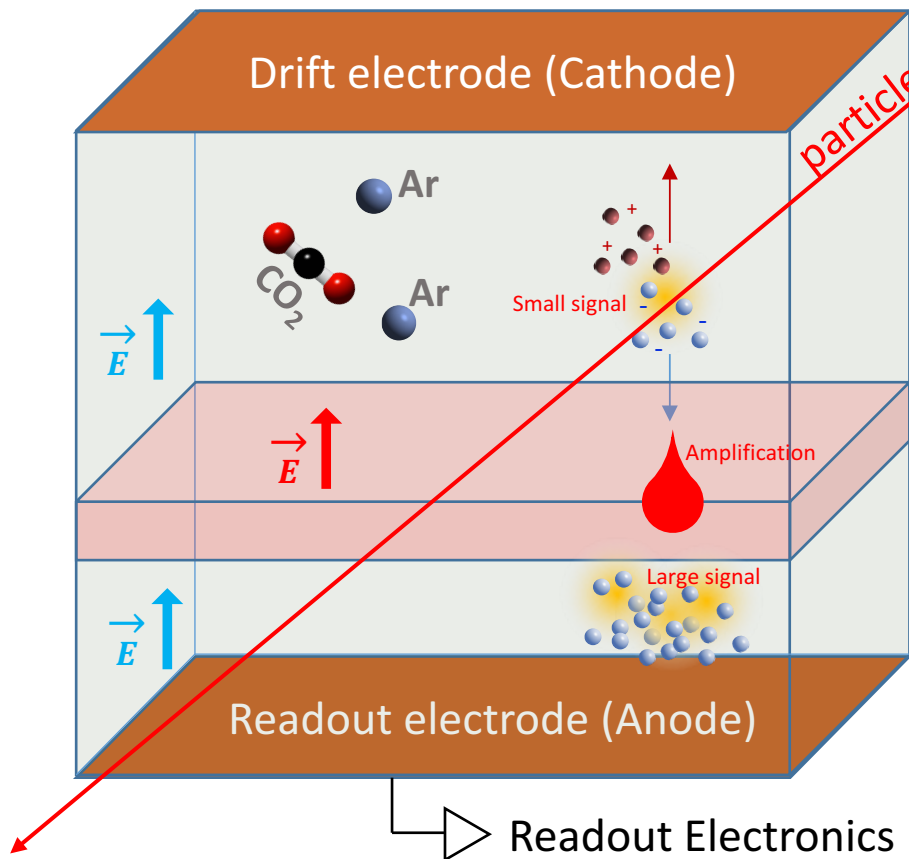 Drift electrode (Cathode)
particle
Ar
CO₂
Ar
+
+
+
Small signal
-
-
-
E
E
Amplification
Large signal
E
Readout electrode (Anode)
Readout Electronics